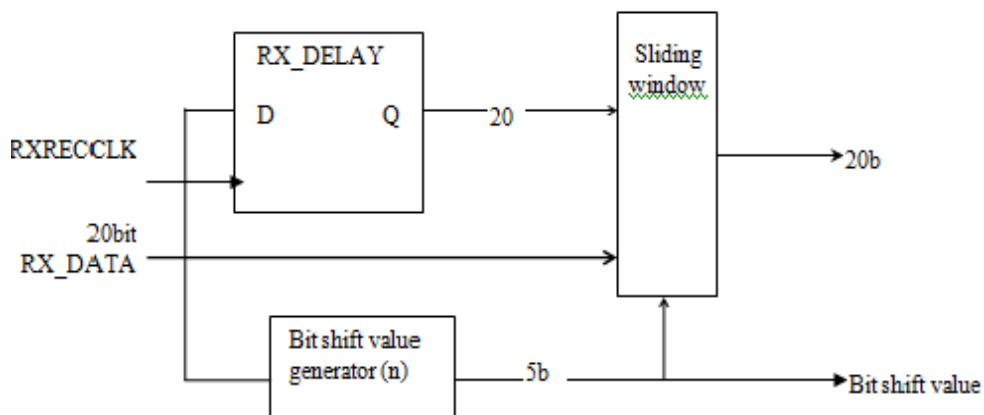 RX_DELAY
D
Q
20
Sliding
window
RXRECCLK
20b
20bit
RX_DATA
Bit shift value
generator (n)
5b
Bit shift value